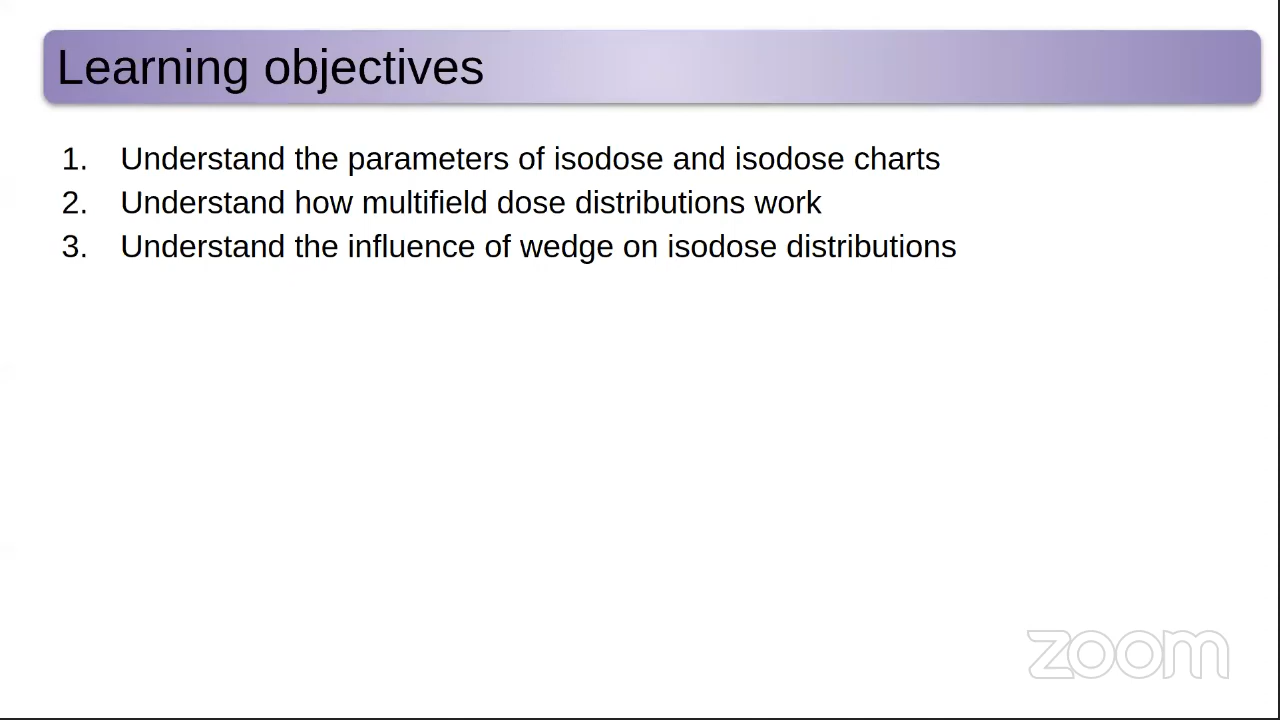 Learning objectives
1. Understand the parameters of isodose and isodose charts
2. Understand how multifield dose distributions work
3. Understand the influence of wedge on isodose distributions
zoom